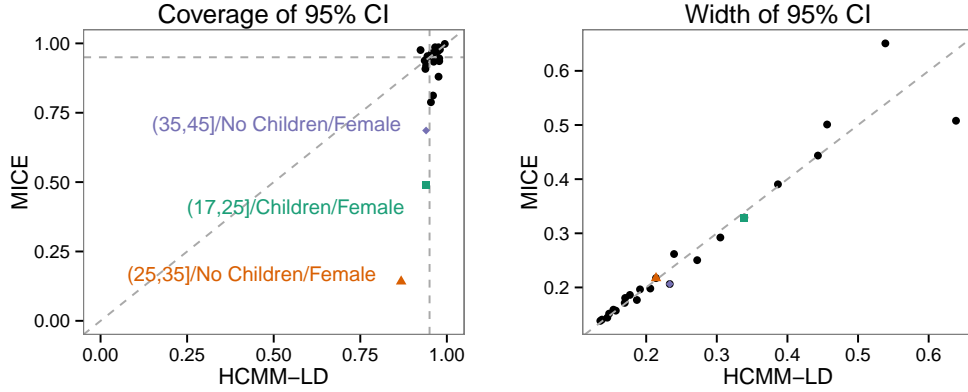 Coverage of 95% CI
1.00
0.75
0.50
0.25
0.00
MICE
(35,45]/No Children/Female
(17,25]/Children/Female
(25,35]/No Children/Female
0.00 0.25 0.50 0.75 1.00
HCMM−LD
Width of 95% CI
0.6
0.5
0.4
0.3
0.2
MICE
0.2 0.3 0.4 0.5 0.6
HCMM−LD